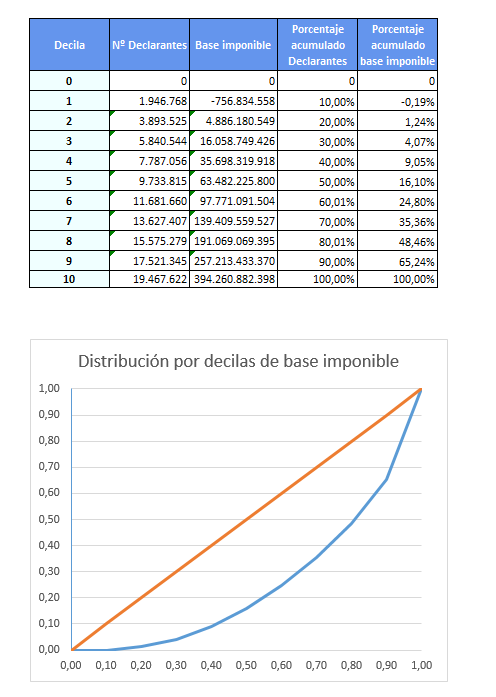 Decila Nº Declarantes Base imponible Porcentaje acumulado Declarantes Porcentaje acumulado base imponible
0 0 0 0 0
1 1.946.768 -756.834.558 10,00% -0,19%
2 3.893.525 4.886.180.549 20,00% 1,24%
3 5.840.544 16.058.749.426 30,00% 4,07%
4 7.787.056 35.698.319.918 40,00% 9,05%
5 9.733.815 63.482.225.800 50,00% 16,10%
6 11.681.660 97.771.091.504 60,01% 24,80%
7 13.627.407 139.409.559.527 70,00% 35,36%
8 15.575.279 191.069.069.395 80,01% 48,46%
9 17.521.345 257.213.433.370 90,00% 65,24%
10 19.467.622 394.260.882.398 100,00% 100,00%
Distribución por decilas de base imponible
1,00
0,90
0,80
0,70
0,60
0,50
0,40
0,30
0,20
0,10
0,00
0,00 0,10 0,20 0,30 0,40 0,50 0,60 0,70 0,80 0,90 1,00